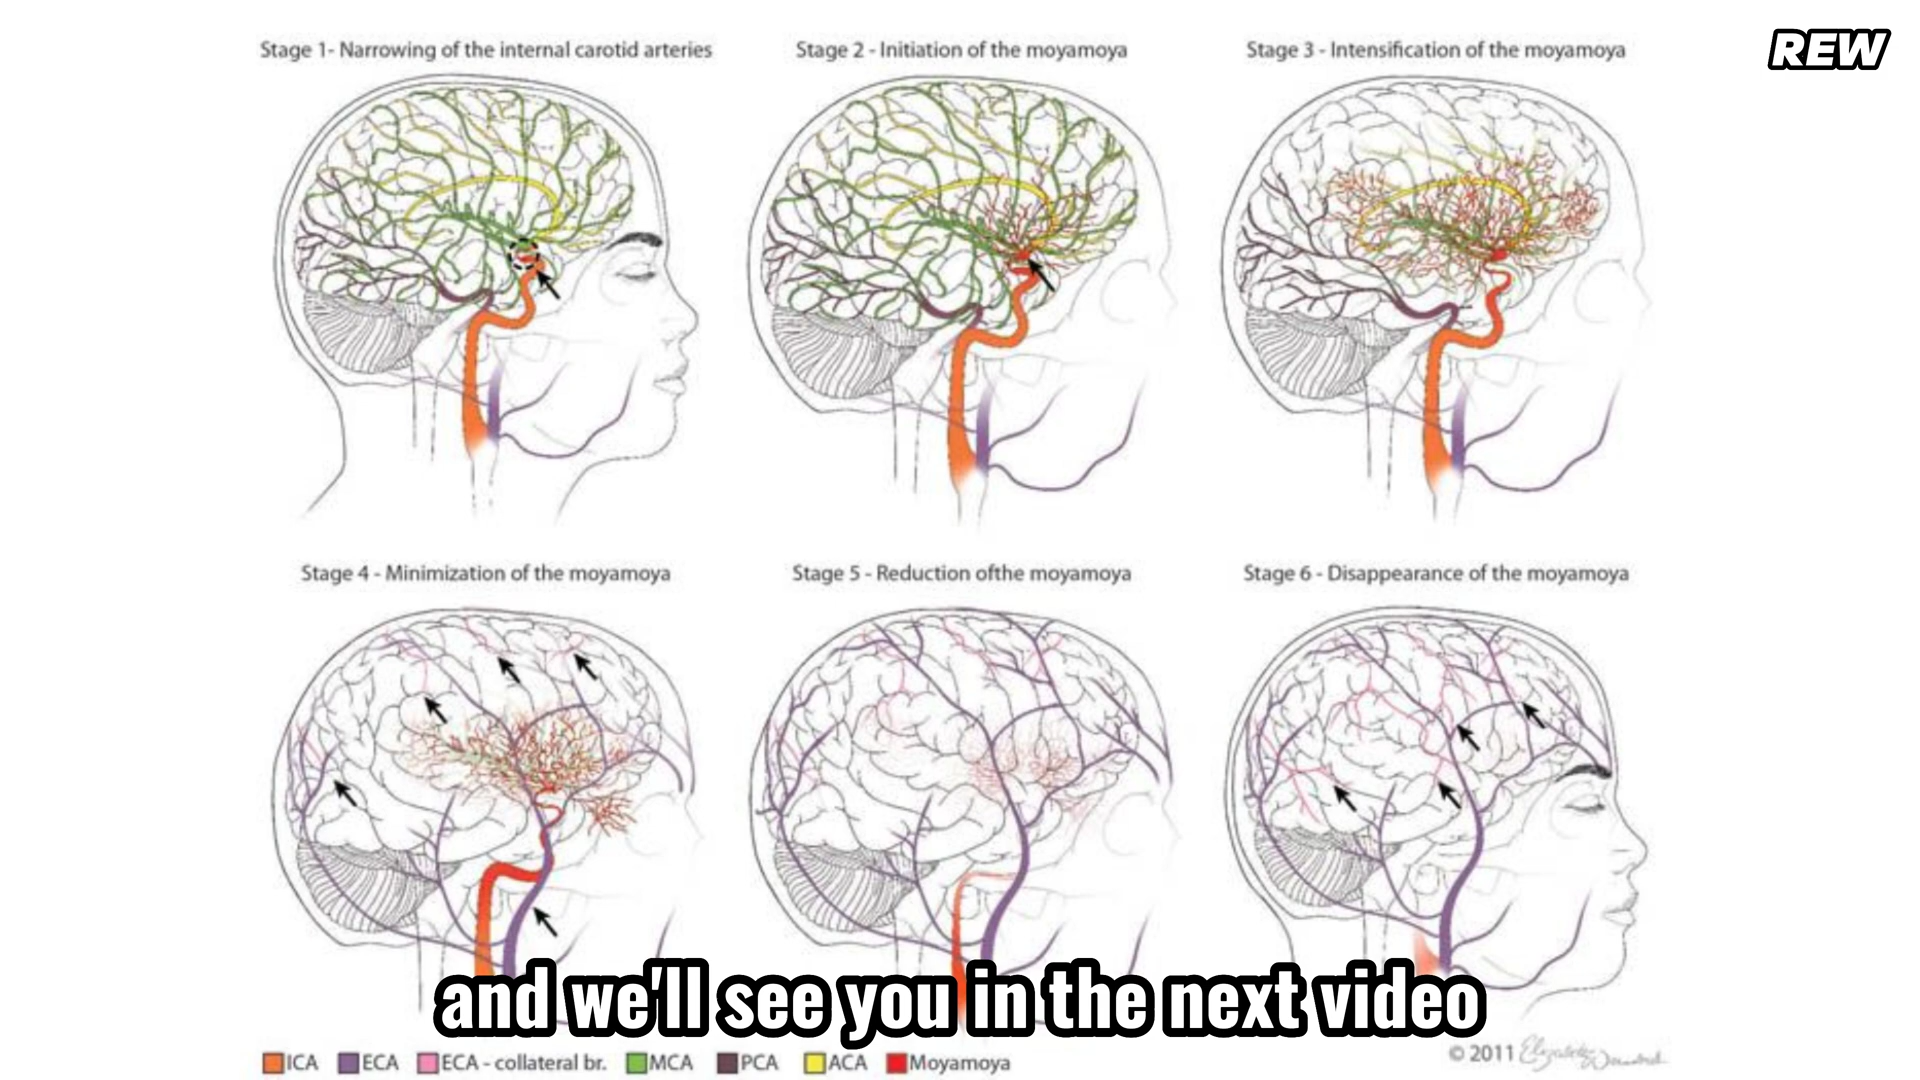 Stage 1- Narrowing of the internal carotid arteries
Stage 2 - Initiation of the moyamoya
Stage 3 - Intensification of the moyamoya
REW
Stage 4 - Minimization of the moyamoya
Stage 5 - Reduction ofthe moyamoya
Stage 6 - Disappearance of the moyamoya
and we'll see you in the next video
ICA ECA ECA - collateral br. MCA PCA ACA Moyamoya
© 2011